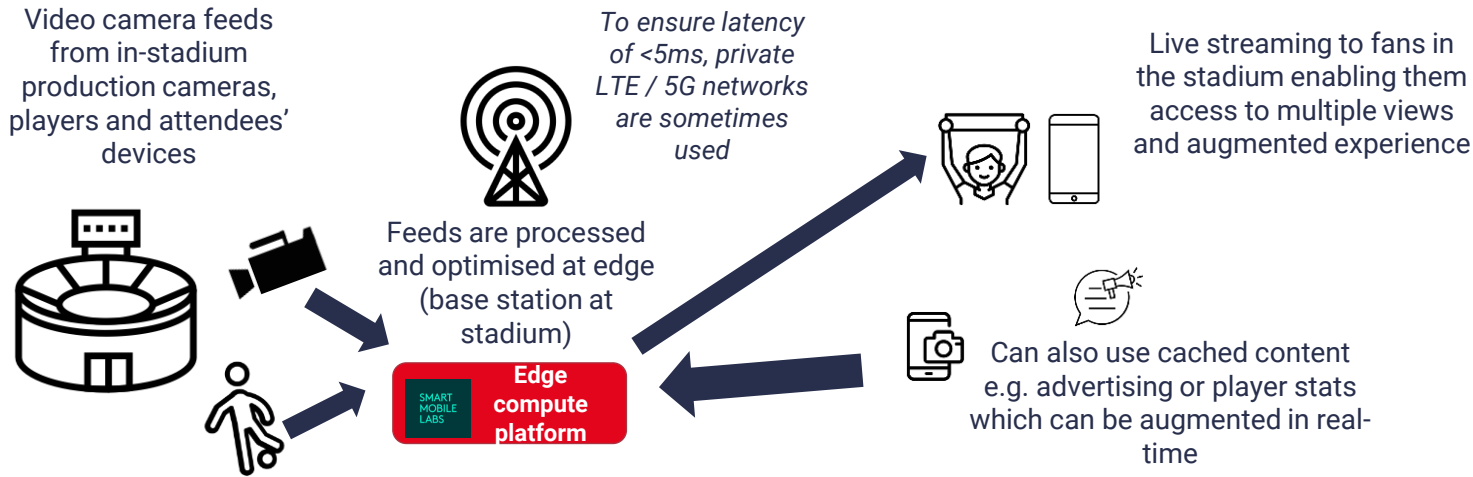 Video camera feeds
from in-stadium
production cameras,
players and attendees’
devices
To ensure latency
of <5ms, private
LTE / 5G networks
are sometimes
used
Feeds are processed
and optimised at edge
(base station at
stadium)
SMART
MOBILE
LABS
Edge
compute
platform
Live streaming to fans in
the stadium enabling them
access to multiple views
and augmented experience
Can also use cached content
e.g. advertising or player stats
which can be augmented in real-
time